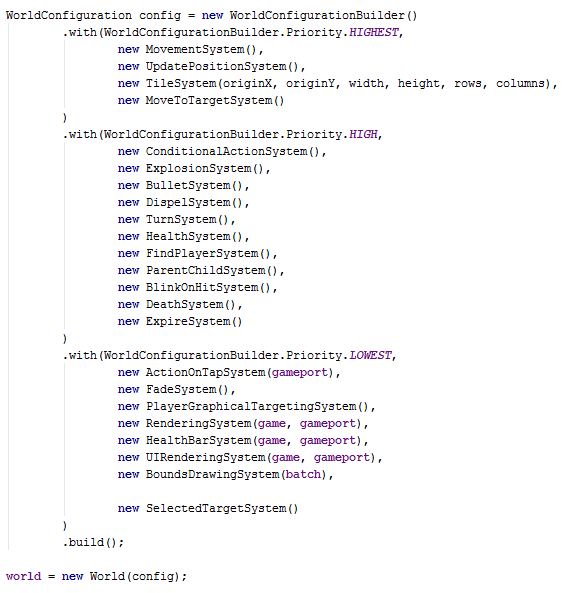 WorldConfiguration config = new WorldConfigurationBuilder()
.with(WorldConfigurationBuilder.Priority.HIGHEST,
new MovementSystem(),
new UpdatePositionSystem(),
new TileSystem(originX, originY, width, height, rows, columns),
new MoveToTargetSystem()
)
.with(WorldConfigurationBuilder.Priority.HIGH,
new ConditionalActionSystem(),
new ExplosionSystem(),
new BulletSystem(),
new DispelSystem(),
new TurnSystem(),
new HealthSystem(),
new FindPlayerSystem(),
new ParentChildSystem(),
new BlinkOnHitSystem(),
new DeathSystem(),
new ExpireSystem()
)
.with(WorldConfigurationBuilder.Priority.LOWEST,
new ActionOnTapSystem(gameport),
new FadeSystem(),
new PlayerGraphicalTargetingSystem(),
new RenderingSystem(game, gameport),
new HealthBarSystem(game, gameport),
new UIRenderingSystem(game, gameport),
new BoundsDrawingSystem(batch),
new SelectedTargetSystem()
)
.build();
world = new World(config);